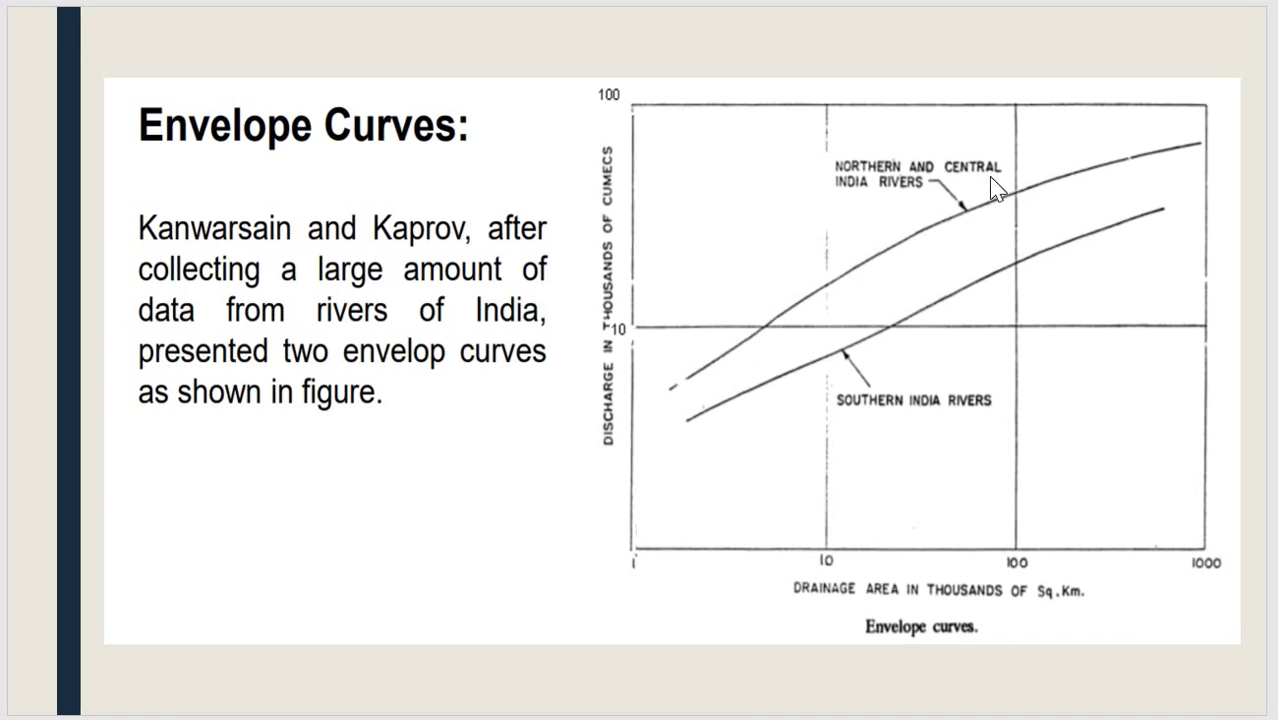 Envelope Curves:
Kanwarsain and Kaprov, after
collecting a large amount of
data from rivers of India,
presented two envelop curves
as shown in figure.
100
NORTHERN AND CENTRAL
INDIA RIVERS
DISCHARGE IN THOUSANDS OF CUMECS
10
SOUTHERN INDIA RIVERS
1 10 100 1000
DRAINAGE AREA IN THOUSANDS OF Sq.Km.
Envelope curves.